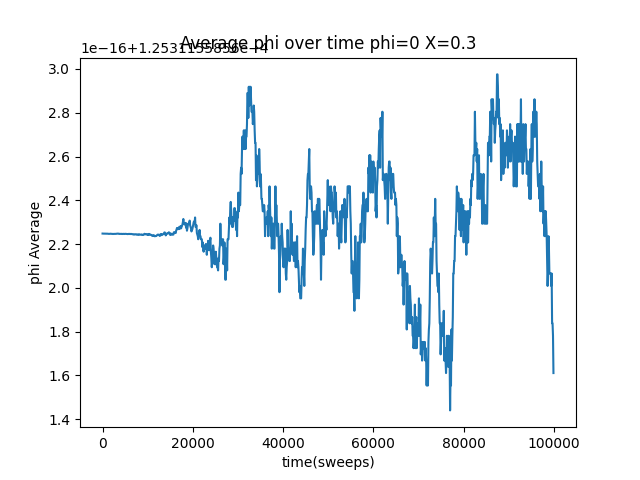 Average phi over time phi=0 X=0.3
1e−16+1.2531155856e−4
3.0
2.8
2.6
2.4
2.2
2.0
1.8
1.6
1.4
phi Average
0 20000 40000 60000 80000 100000
time(sweeps)